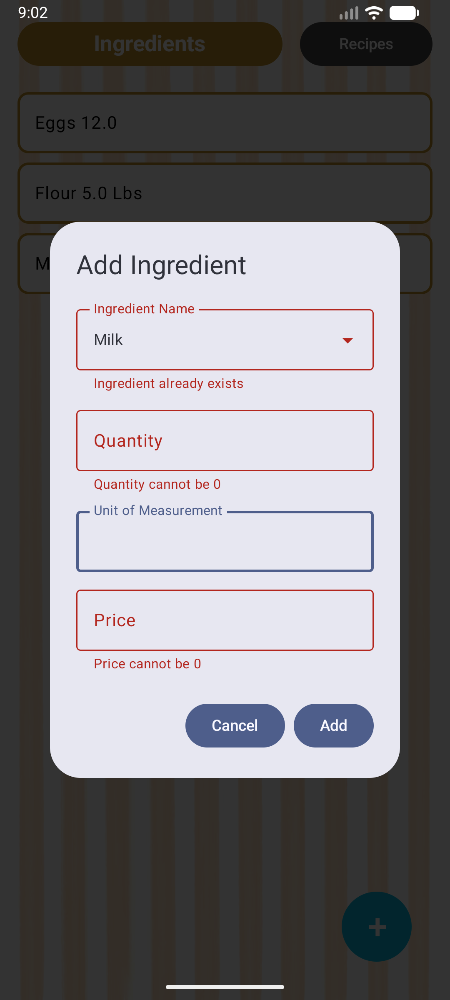 9:02
Ingredients
Recipes
Eggs 12.0
Flour 5.0 Lbs
M
Add Ingredient
Ingredient Name
Milk
Ingredient already exists
Quantity
Quantity cannot be 0
Unit of Measurement
Price
Price cannot be 0
Cancel
Add
+